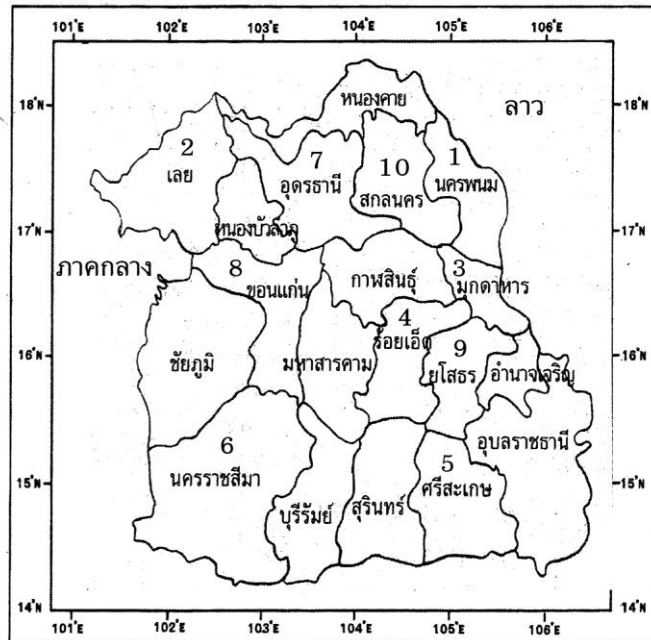 101°E 102°E 103°E 104°E 105°E 106°E
18°N 18°N
หนองคาย
ลาว
2
เลย
7
อุดรธานี
10
สกลนคร
1
นครพนม
หนองบัวลำภู
17°N 17°N
ภาคกลาง
8
ขอนแก่น
กาฬสินธุ์
3
มุกดาหาร
4
ร้อยเอ็ด
16°N 16°N
ชัยภูมิ
มหาสารคาม
9
ยโสธร
อำนาจเจริญ
6
นครราชสีมา
อุบลราชธานี
5
ศรีสะเกษ
15°N 15°N
บุรีรัมย์
สุรินทร์
14°N 14°N
101°E 102°E 103°E 104°E 105°E 106°E